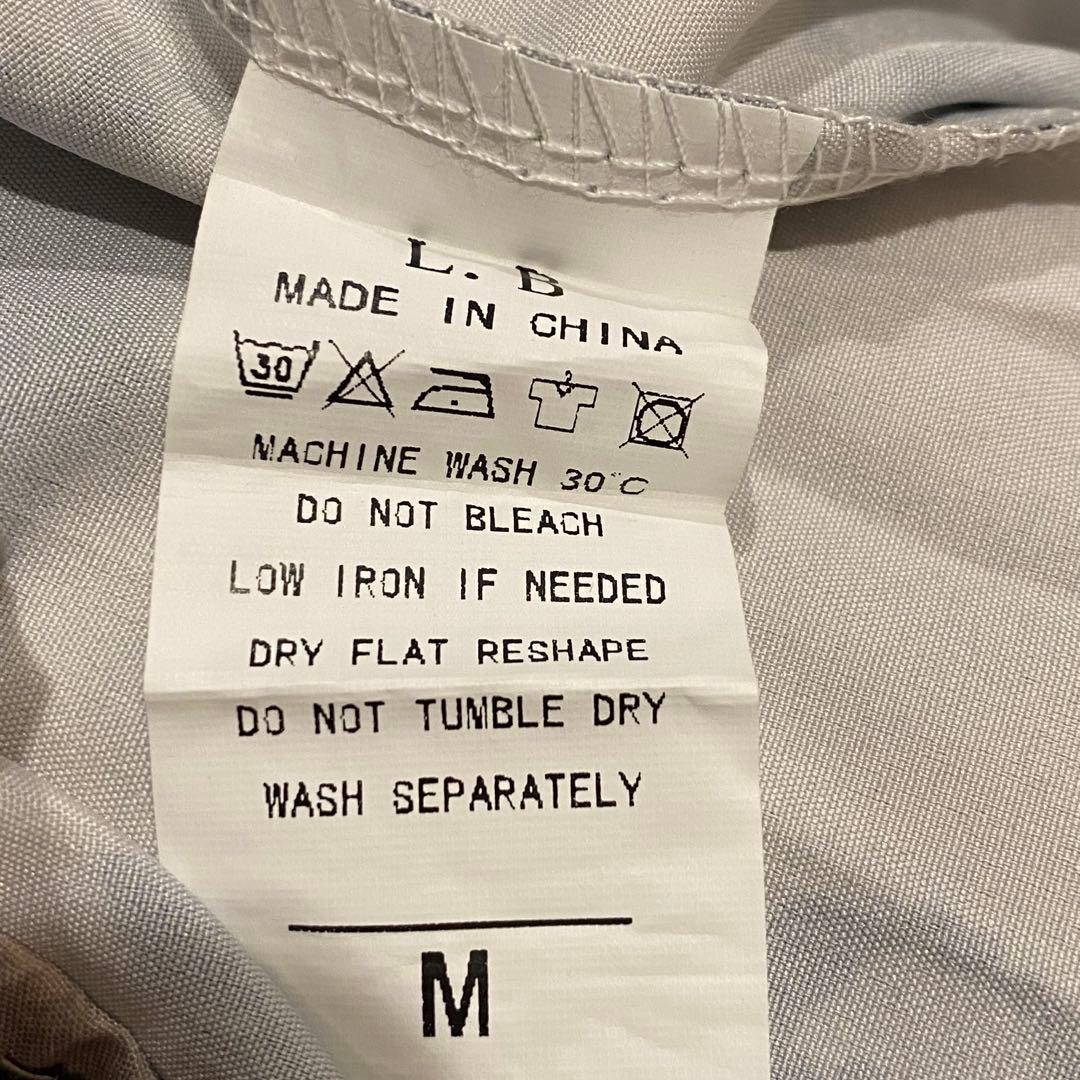 L. B
MADE IN CHINA
30
MACHINE WASH 30°C
DO NOT BLEACH
LOW IRON IF NEEDED
DRY FLAT RESHAPE
DO NOT TUMBLE DRY
WASH SEPARATELY
M